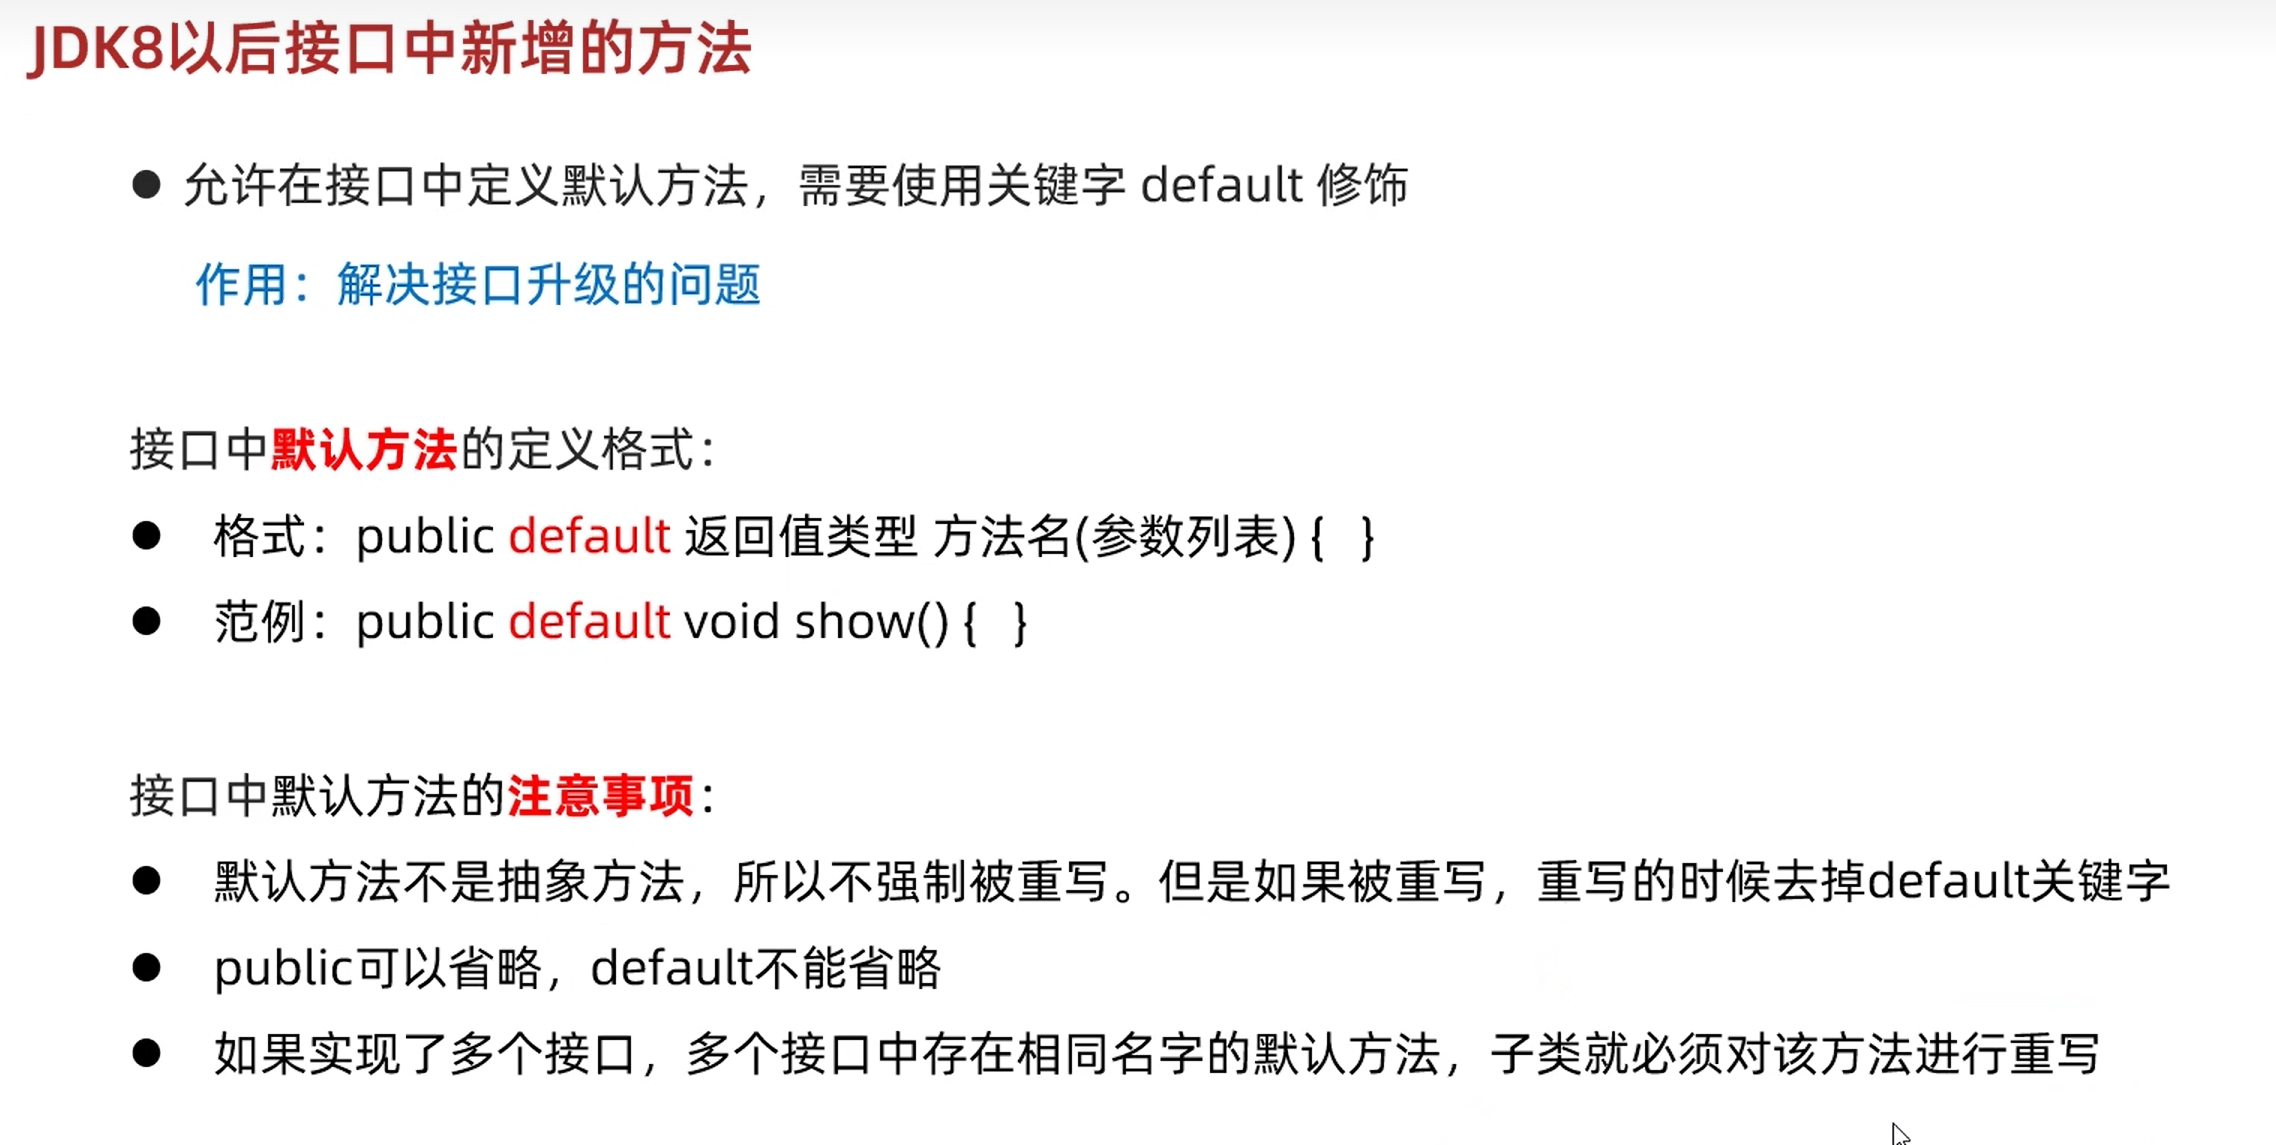 JDK8以后接口中新增的方法
● 允许在接口中定义默认方法，需要使用关键字 default 修饰
作用：解决接口升级的问题
接口中默认方法的定义格式：
● 格式：public default 返回值类型 方法名(参数列表) { }
● 范例：public default void show() { }
接口中默认方法的注意事项：
● 默认方法不是抽象方法，所以不强制被重写。但是如果被重写，重写的时候去掉default关键字
● public可以省略，default不能省略
● 如果实现了多个接口，多个接口中存在相同名字的默认方法，子类就必须对该方法进行重写